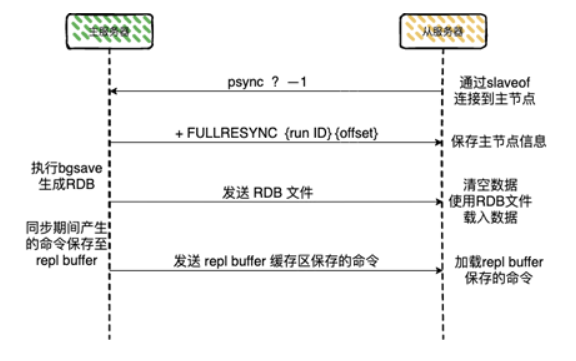 主服务器
从服务器
psync ? —1
通过slaveof
连接到主节点
+ FULLRESYNC {run ID} {offset}
保存主节点信息
执行bgsave
生成RDB
发送 RDB 文件
清空数据
使用RDB文件
载入数据
同步期间产生
的命令保存至
repl buffer
发送 repl buffer 缓存区保存的命令
加载repl buffer
保存的命令